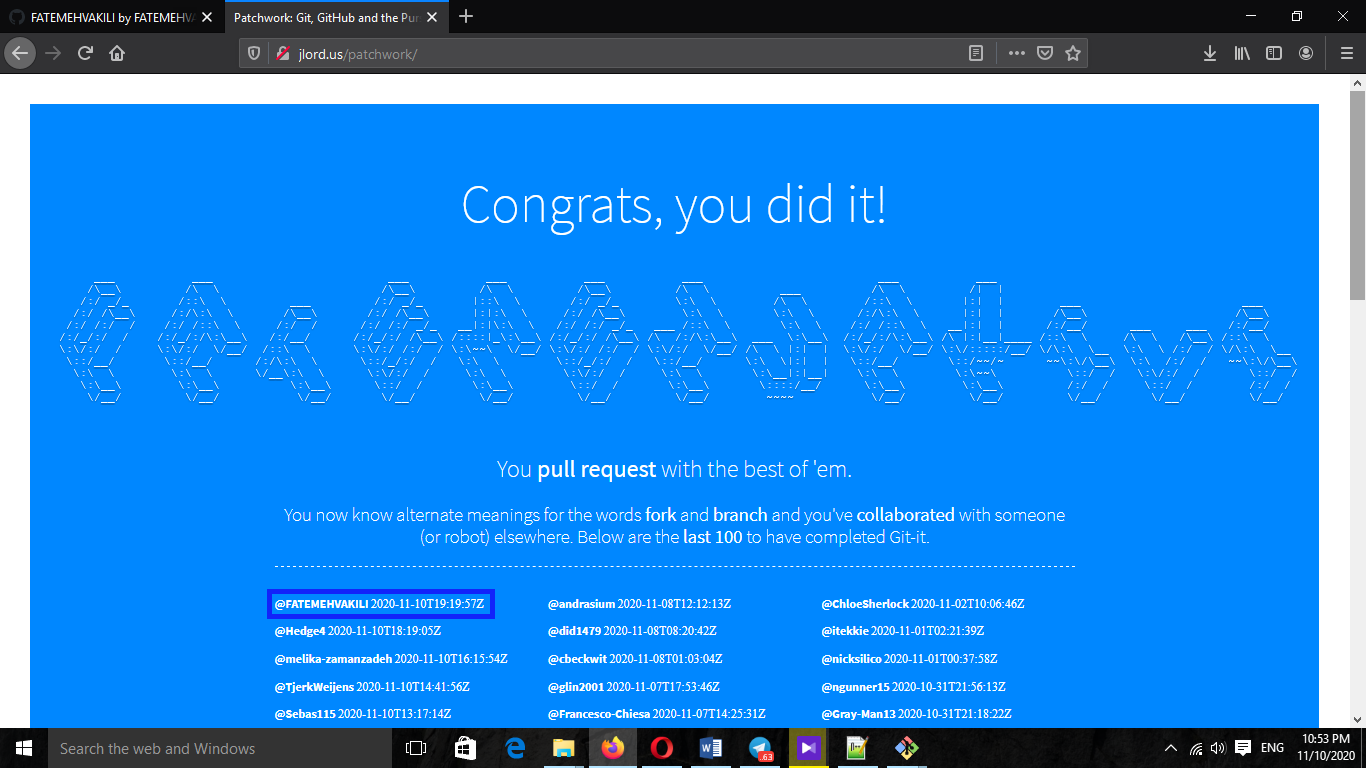 FATEMEHVAKILI by FATEMEHVA
Patchwork: Git, GitHub and the Pur
jlord.us/patchwork/
Congrats, you did it!
You pull request with the best of 'em.
You now know alternate meanings for the words fork and branch and you've collaborated with someone
(or robot) elsewhere. Below are the last 100 to have completed Git-it.
@FATEMEHVAKILI 2020-11-10T19:19:57Z
@andrasium 2020-11-08T12:12:13Z
@ChloeSherlock 2020-11-02T10:06:46Z
@Hedge4 2020-11-10T18:19:05Z
@did1479 2020-11-08T08:20:42Z
@itekkie 2020-11-01T02:21:39Z
@melika-zamanzadeh 2020-11-10T16:15:54Z
@cbeckwit 2020-11-08T01:03:04Z
@nicksilico 2020-11-01T00:37:58Z
@TjerkWeijens 2020-11-10T14:41:56Z
@glin2001 2020-11-07T17:53:46Z
@ngunner15 2020-10-31T21:56:13Z
@Sebas115 2020-11-10T13:17:14Z
@Francesco-Chiesa 2020-11-07T14:25:31Z
@Gray-Man13 2020-10-31T21:18:22Z
Search the web and Windows
63
ENG
10:53 PM
11/10/2020